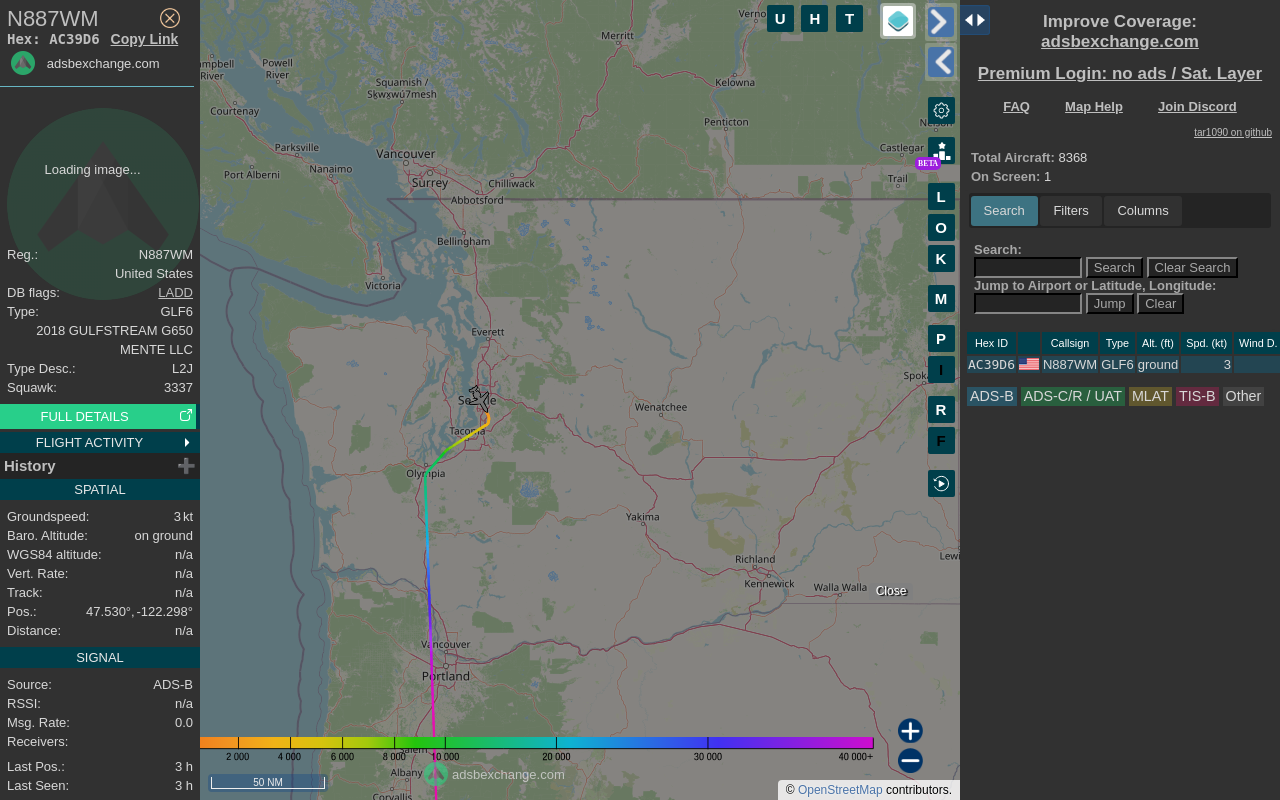 N887WM
Hex: AC39D6 Copy Link
adsbexchange.com
Loading image...
Reg.: N887WM
United States
DB flags: LADD
Type: GLF6
2018 GULFSTREAM G650
MENTE LLC
Type Desc.: L2J
Squawk: 3337
FULL DETAILS
FLIGHT ACTIVITY
History
SPATIAL
Groundspeed: 3 kt
Baro. Altitude: on ground
WGS84 altitude: n/a
Vert. Rate: n/a
Track: n/a
Pos.: 47.530°, -122.298°
Distance: n/a
SIGNAL
Source: ADS-B
RSSI: n/a
Msg. Rate: 0.0
Receivers:
Last Pos.: 3 h
Last Seen: 3 h
U H T
Merritt
Powell
River
River
Squamish /
Sḵwx̱wú7mesh
Kelowna
Courtenay
Penticton
Parksville
Vancouver
Castlegar
BETA
Nanaimo
Port Alberni
Surrey
Chilliwack
Trail
Abbotsford
L
O
Bellingham
K
Victoria
M
Everett
P
I
Wenatchee
R
Tacoma
F
Olympia
Yakima
Richland
Kennewick
Walla Walla
Close
Vancouver
Portland
2 000 4 000 6 000 8 000 10 000 20 000 30 000 40 000+
Albany
adsbexchange.com
50 NM
Corvallis
© OpenStreetMap contributors.
Improve Coverage:
adsbexchange.com
Premium Login: no ads / Sat. Layer
FAQ Map Help Join Discord
tar1090 on github
Total Aircraft: 8368
On Screen: 1
Search Filters Columns
Search:
Search Clear Search
Jump to Airport or Latitude, Longitude:
Jump Clear
Hex ID Callsign Type Alt. (ft) Spd. (kt) Wind D.
AC39D6 N887WM GLF6 ground 3
ADS-B ADS-C/R / UAT MLAT TIS-B Other